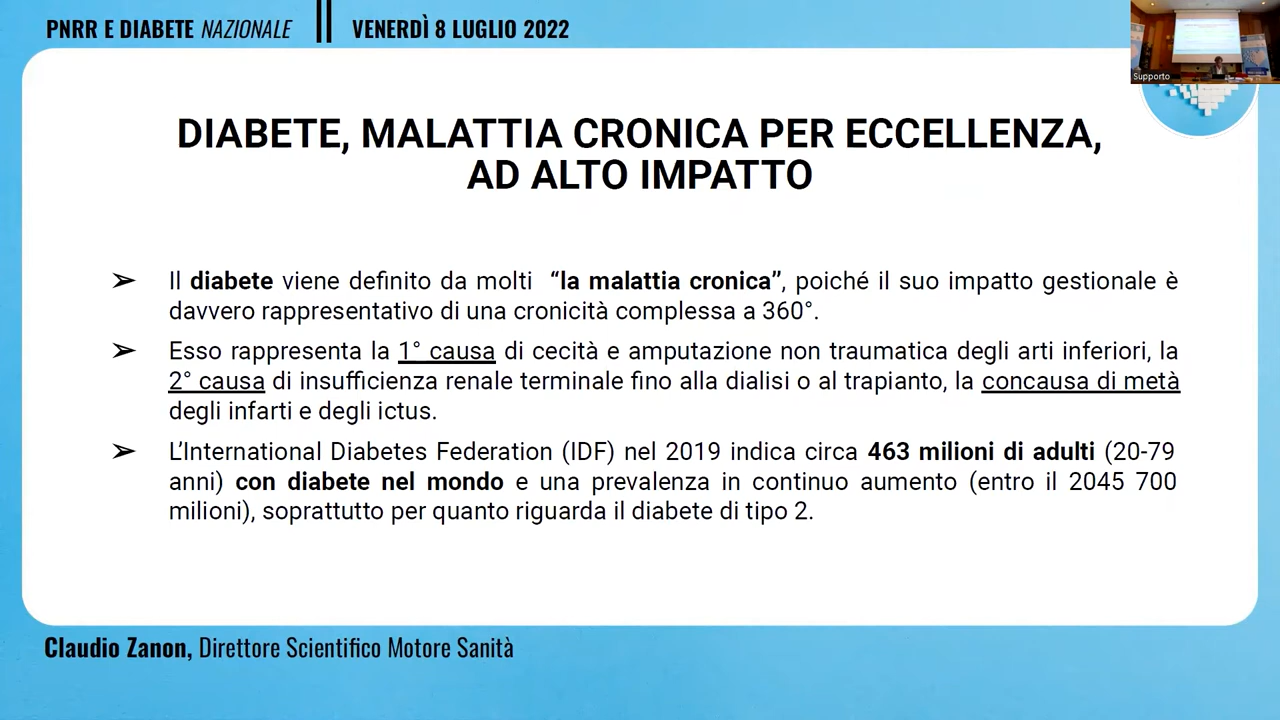 PNRR E DIABETE NAZIONALE || VENERDÌ 8 LUGLIO 2022
Supporto
DIABETE, MALATTIA CRONICA PER ECCELLENZA,
AD ALTO IMPATTO
➢ Il diabete viene definito da molti “la malattia cronica”, poiché il suo impatto gestionale è
davvero rappresentativo di una cronicità complessa a 360°.
➢ Esso rappresenta la 1° causa di cecità e amputazione non traumatica degli arti inferiori, la
2° causa di insufficienza renale terminale fino alla dialisi o al trapianto, la concausa di metà
degli infarti e degli ictus.
➢ L’International Diabetes Federation (IDF) nel 2019 indica circa 463 milioni di adulti (20-79
anni) con diabete nel mondo e una prevalenza in continuo aumento (entro il 2045 700
milioni), soprattutto per quanto riguarda il diabete di tipo 2.
Claudio Zanon, Direttore Scientifico Motore Sanità